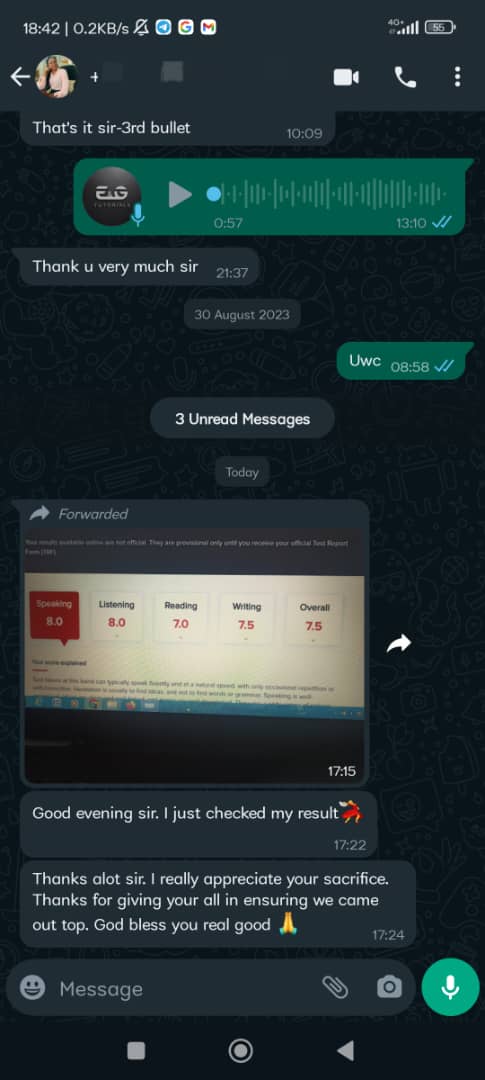 18:42 | 0.2KB/s
4G+
55
+
That's it sir-3rd bullet
10:09
EAG
TUTORIALS
0:57
13:10
Thank u very much sir 21:37
30 August 2023
Uwc 08:58
3 Unread Messages
Today
Forwarded
Your results available online are not official. They are provisional only until you receive your official Test Report
Form (TRF)
Speaking Listening Reading Writing Overall
8.0 8.0 7.0 7.5 7.5
Your score explained
17:15
Good evening sir. I just checked my result
17:22
Thanks alot sir. I really appreciate your sacrifice.
Thanks for giving your all in ensuring we came
out top. God bless you real good
17:24
Message